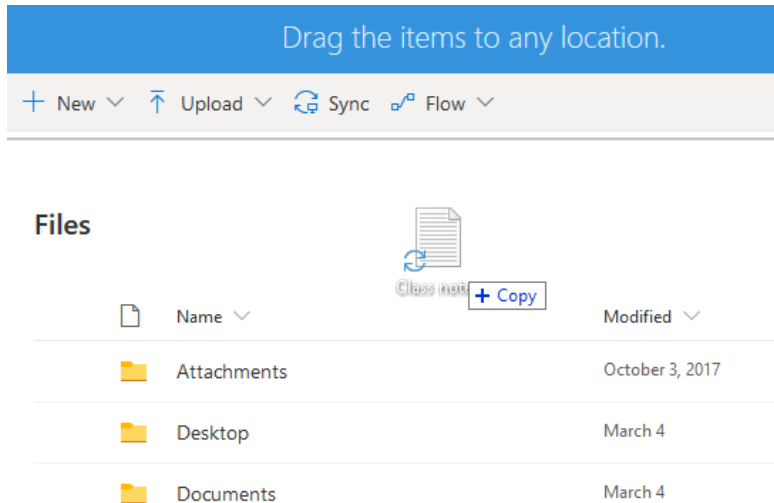 Drag the items to any location.
New Upload Sync Flow
Files
Class
+ Copy
Name Modified
Attachments October 3, 2017
Desktop March 4
Documents March 4